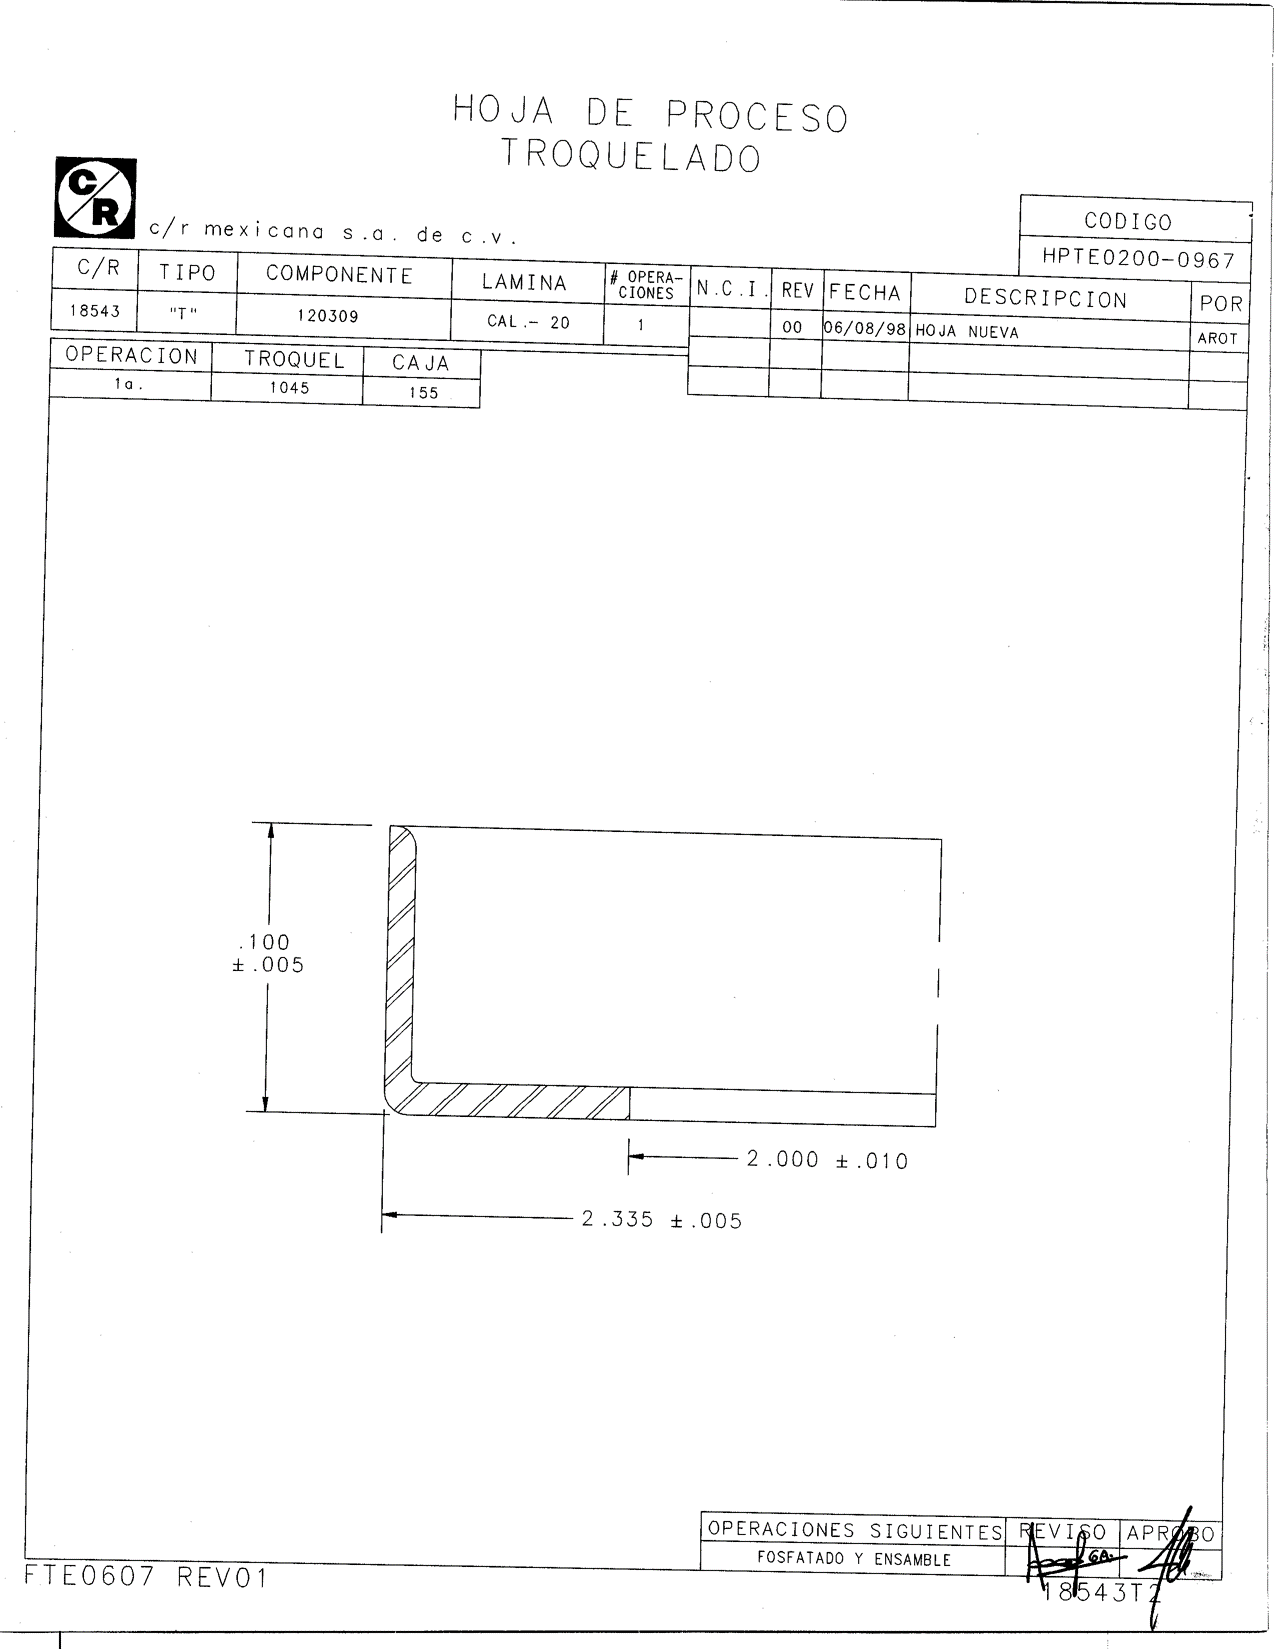 HOJA DE PROCESO
TROQUELADO
C/R
c/r mexicana s.a. de c.v.
CODIGO
HPTE0200-0967
C/R TIPO COMPONENTE LAMINA # OPERA-CIONES N.C.I. REV FECHA DESCRIPCION POR
18543 "T" 120309 CAL.- 20 1 00 06/08/98 HOJA NUEVA AROT
OPERACION TROQUEL CAJA
1a. 1045 155
.100
±.005
2.000 ±.010
2.335 ±.005
OPERACIONES SIGUIENTES REVISO APROBO
FOSFATADO Y ENSAMBLE
FTE0607 REV01
18543T2